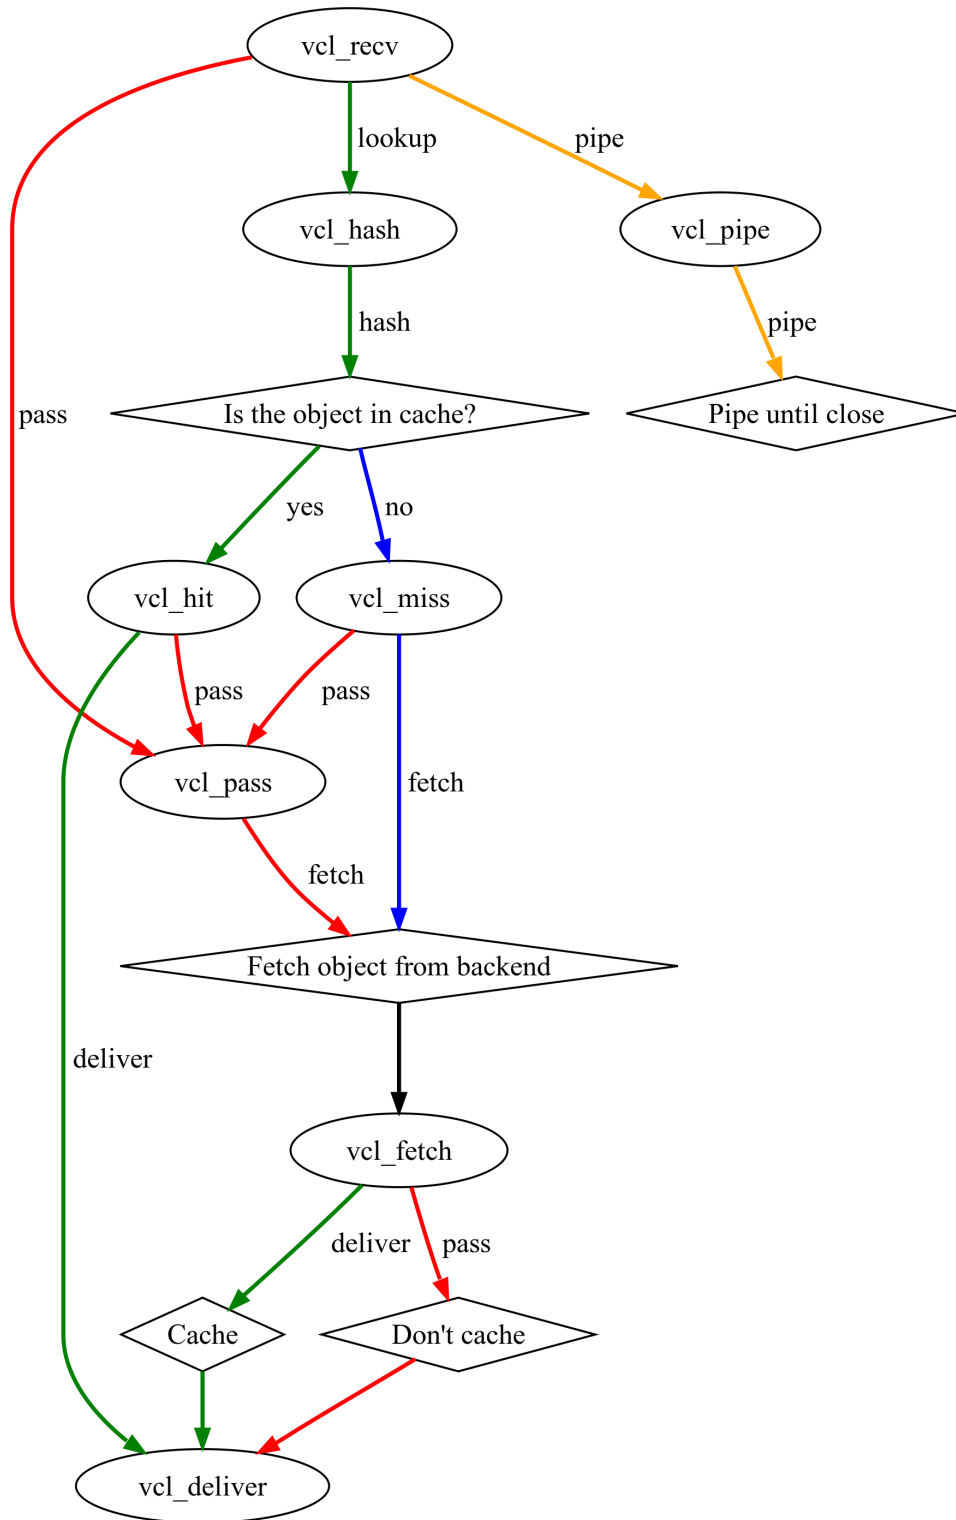 vcl_recv
lookup
pipe
vcl_hash
vcl_pipe
hash
pipe
pass
Is the object in cache?
Pipe until close
yes
no
vcl_hit
vcl_miss
pass
pass
vcl_pass
fetch
fetch
Fetch object from backend
deliver
vcl_fetch
deliver
pass
Cache
Don't cache
vcl_deliver